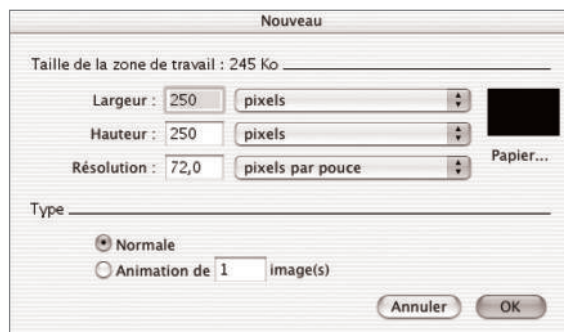 Nouveau
Taille de la zone de travail : 245 Ko
Largeur : 250 pixels
Hauteur : 250 pixels
Papier...
Résolution : 72,0 pixels par pouce
Type
Normale
Animation de 1 image(s)
Annuler OK